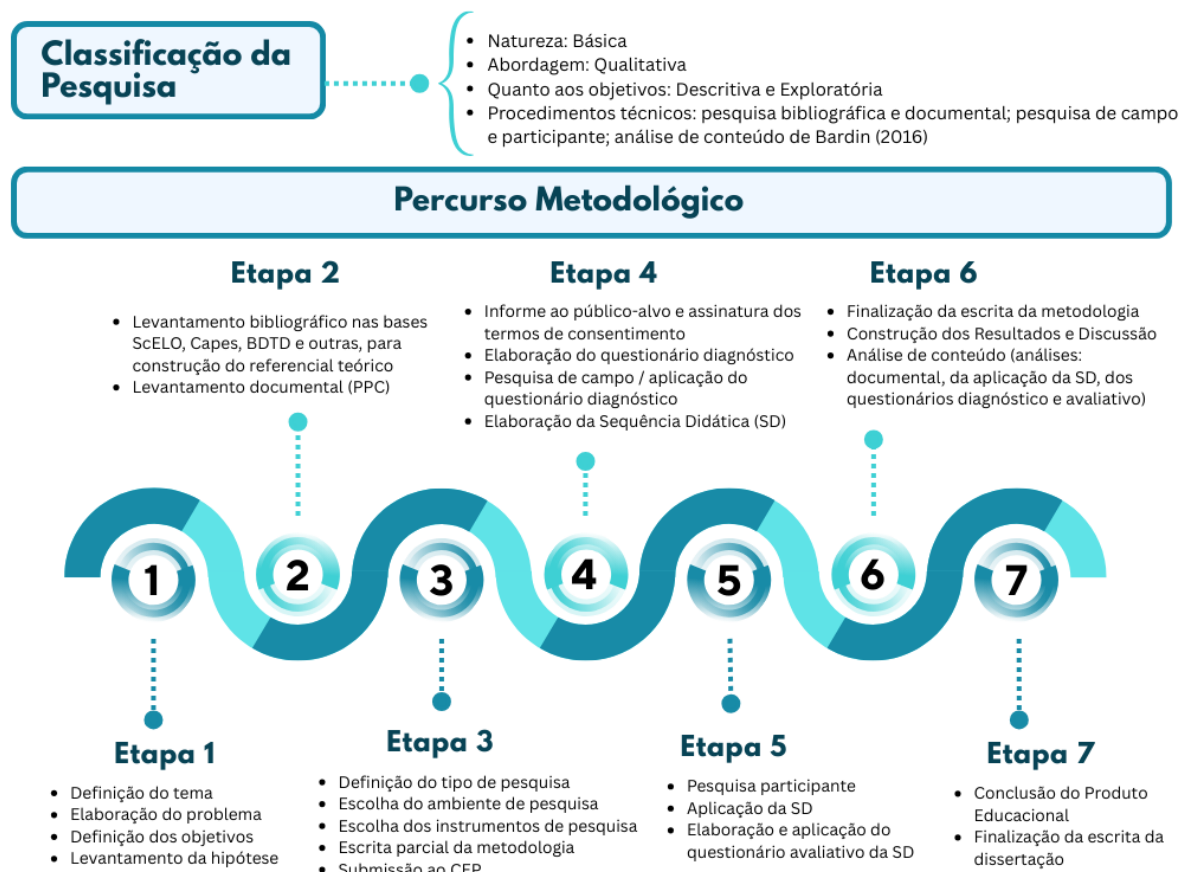 Classificação da
Pesquisa
• Natureza: Básica
• Abordagem: Qualitativa
• Quanto aos objetivos: Descritiva e Exploratória
• Procedimentos técnicos: pesquisa bibliográfica e documental; pesquisa de campo
e participante; análise de conteúdo de Bardin (2016)
Percurso Metodológico
Etapa 2
• Levantamento bibliográfico nas bases
ScELO, Capes, BDTD e outras, para
construção do referencial teórico
• Levantamento documental (PPC)
Etapa 4
• Informe ao público-alvo e assinatura dos
termos de consentimento
• Elaboração do questionário diagnóstico
• Pesquisa de campo / aplicação do
questionário diagnóstico
• Elaboração da Sequência Didática (SD)
Etapa 6
• Finalização da escrita da metodologia
• Construção dos Resultados e Discussão
• Análise de conteúdo (análises:
documental, da aplicação da SD, dos
questionários diagnóstico e avaliativo)
1
2
3
4
5
6
7
Etapa 1
• Definição do tema
• Elaboração do problema
• Definição dos objetivos
• Levantamento da hipótese
Etapa 3
• Definição do tipo de pesquisa
• Escolha do ambiente de pesquisa
• Escolha dos instrumentos de pesquisa
• Escrita parcial da metodologia
• Submissão ao CEP
Etapa 5
• Pesquisa participante
• Aplicação da SD
• Elaboração e aplicação do
questionário avaliativo da SD
Etapa 7
• Conclusão do Produto
Educacional
• Finalização da escrita da
dissertação